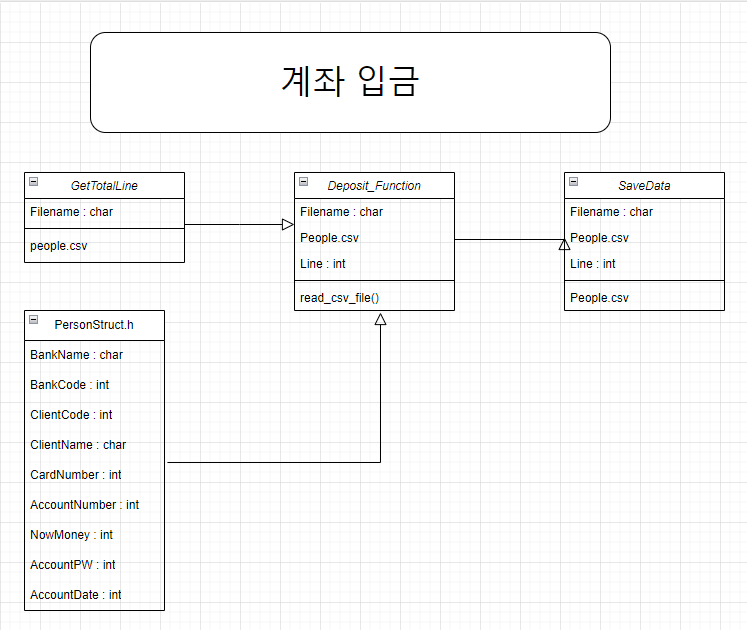 계좌 입금
GetTotalLine
Filename : char
people.csv
Deposit_Function
Filename : char
People.csv
Line : int
read_csv_file()
SaveData
Filename : char
People.csv
Line : int
People.csv
PersonStruct.h
BankName : char
BankCode : int
ClientCode : int
ClientName : char
CardNumber : int
AccountNumber : int
NowMoney : int
AccountPW : int
AccountDate : int